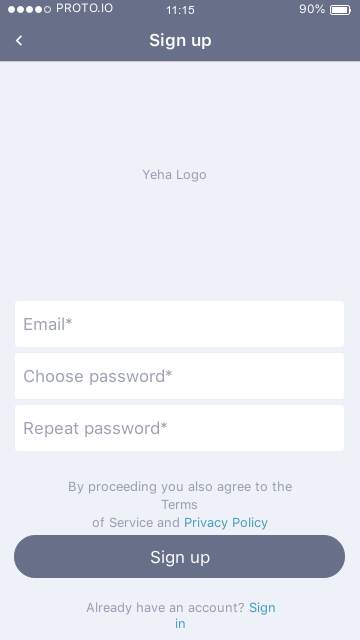 PROTO.IO 11:15 90%
Sign up
Yeha Logo
Email*
Choose password*
Repeat password*
By proceeding you also agree to the
Terms
of Service and Privacy Policy
Sign up
Already have an account? Sign
in